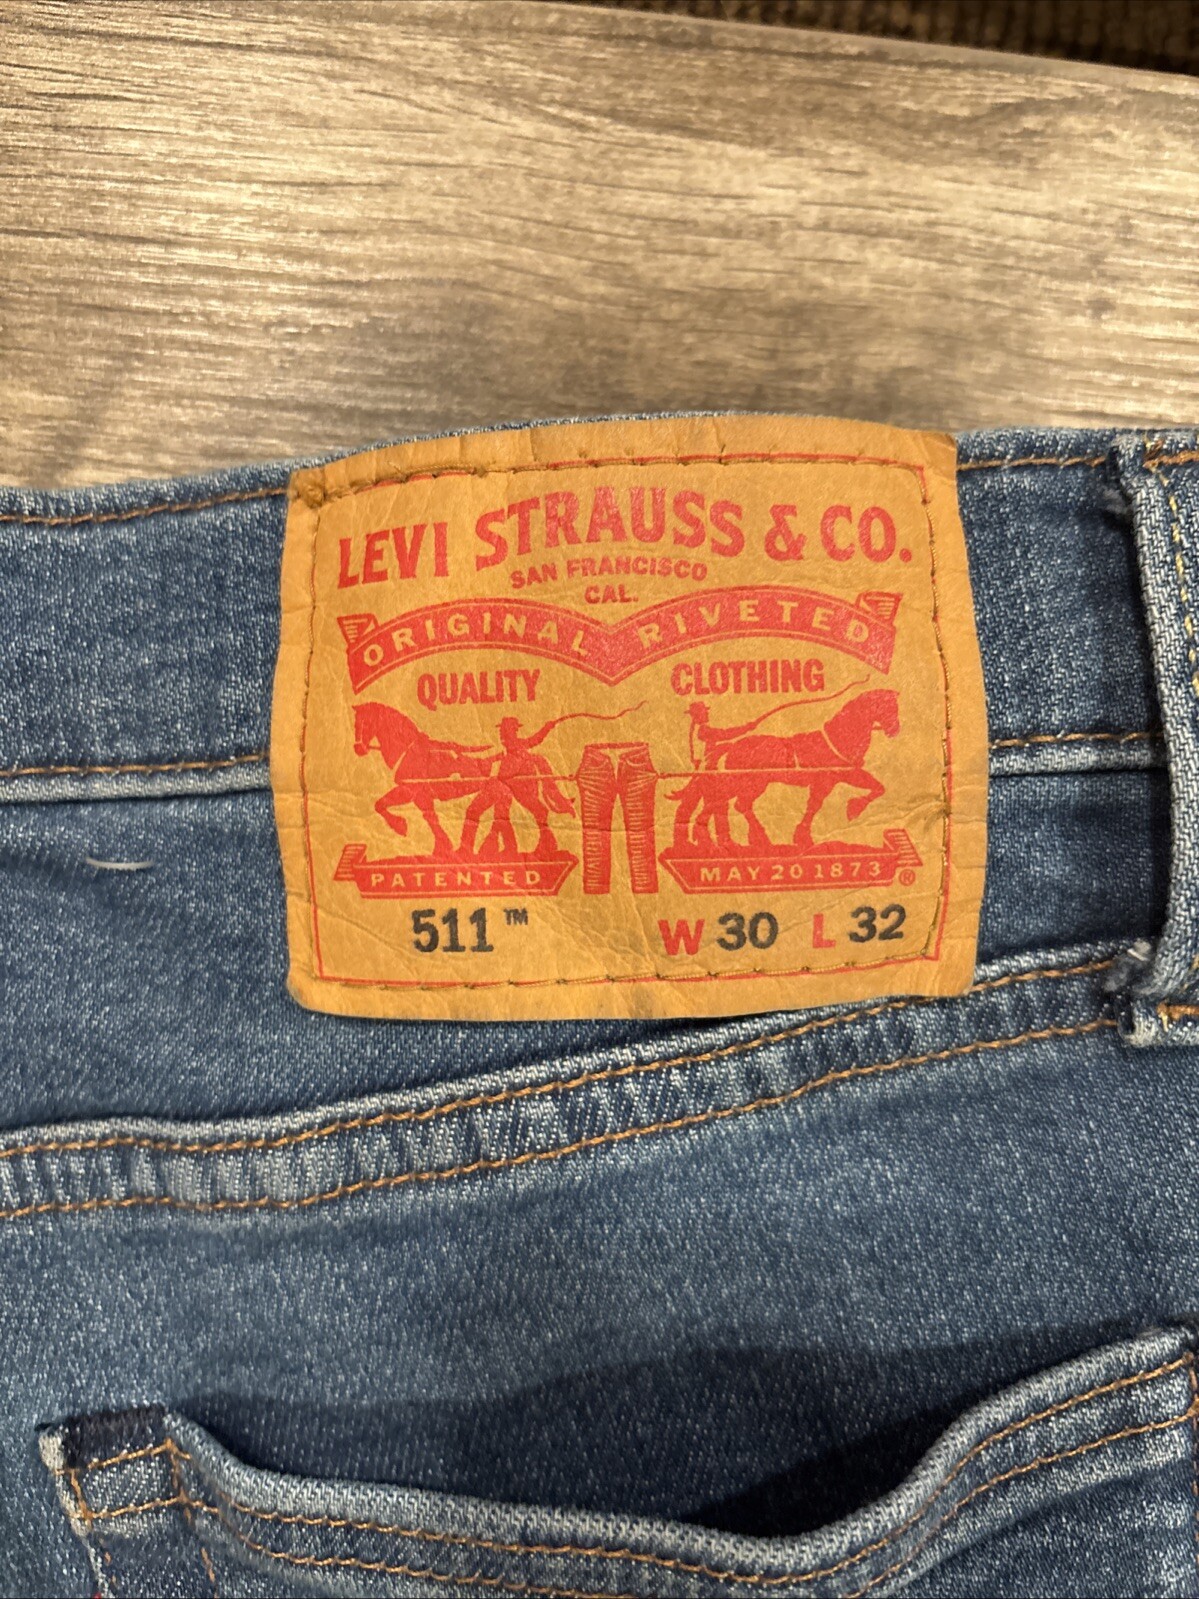 LEVI STRAUSS & CO.
SAN FRANCISCO
CAL.
ORIGINAL RIVETED
QUALITY CLOTHING
PATENTED MAY 20 1873 ®
511™ W 30 L 32